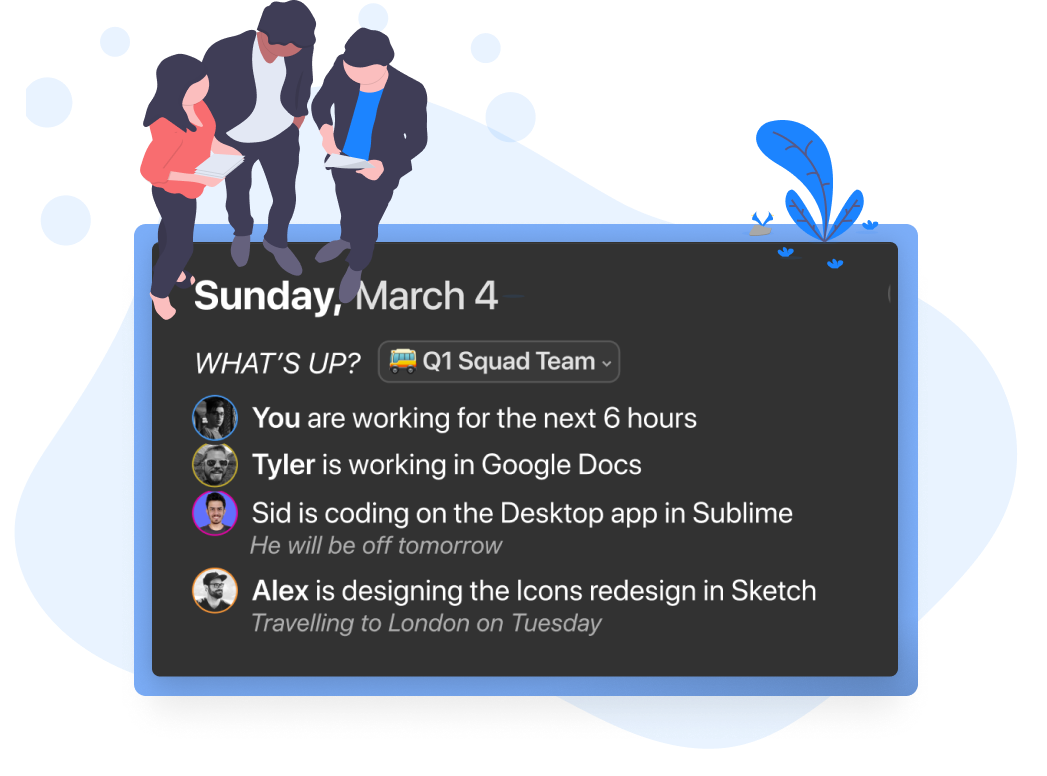 Sunday, March 4
WHAT'S UP? Q1 Squad Team
You are working for the next 6 hours
Tyler is working in Google Docs
Sid is coding on the Desktop app in Sublime
He will be off tomorrow
Alex is designing the Icons redesign in Sketch
Travelling to London on Tuesday